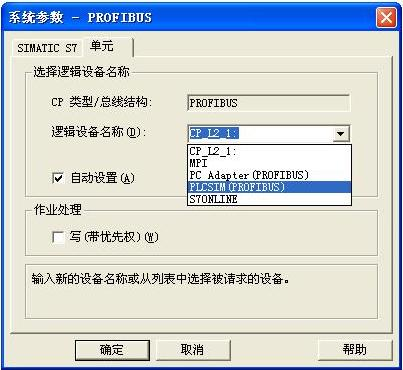 系统参数 - PROFIBUS
SIMATIC S7 单元
选择逻辑设备名称
CP 类型/总线结构: PROFIBUS
逻辑设备名称(D): CP_L2_1:
CP_L2_1:
MPI
PC Adapter(PROFIBUS)
自动设置(A)
PLCSIM(PROFIBUS)
S7ONLINE
作业处理
写(带优先权)(W)
输入新的设备名称或从列表中选择被请求的设备。
确定 取消 帮助